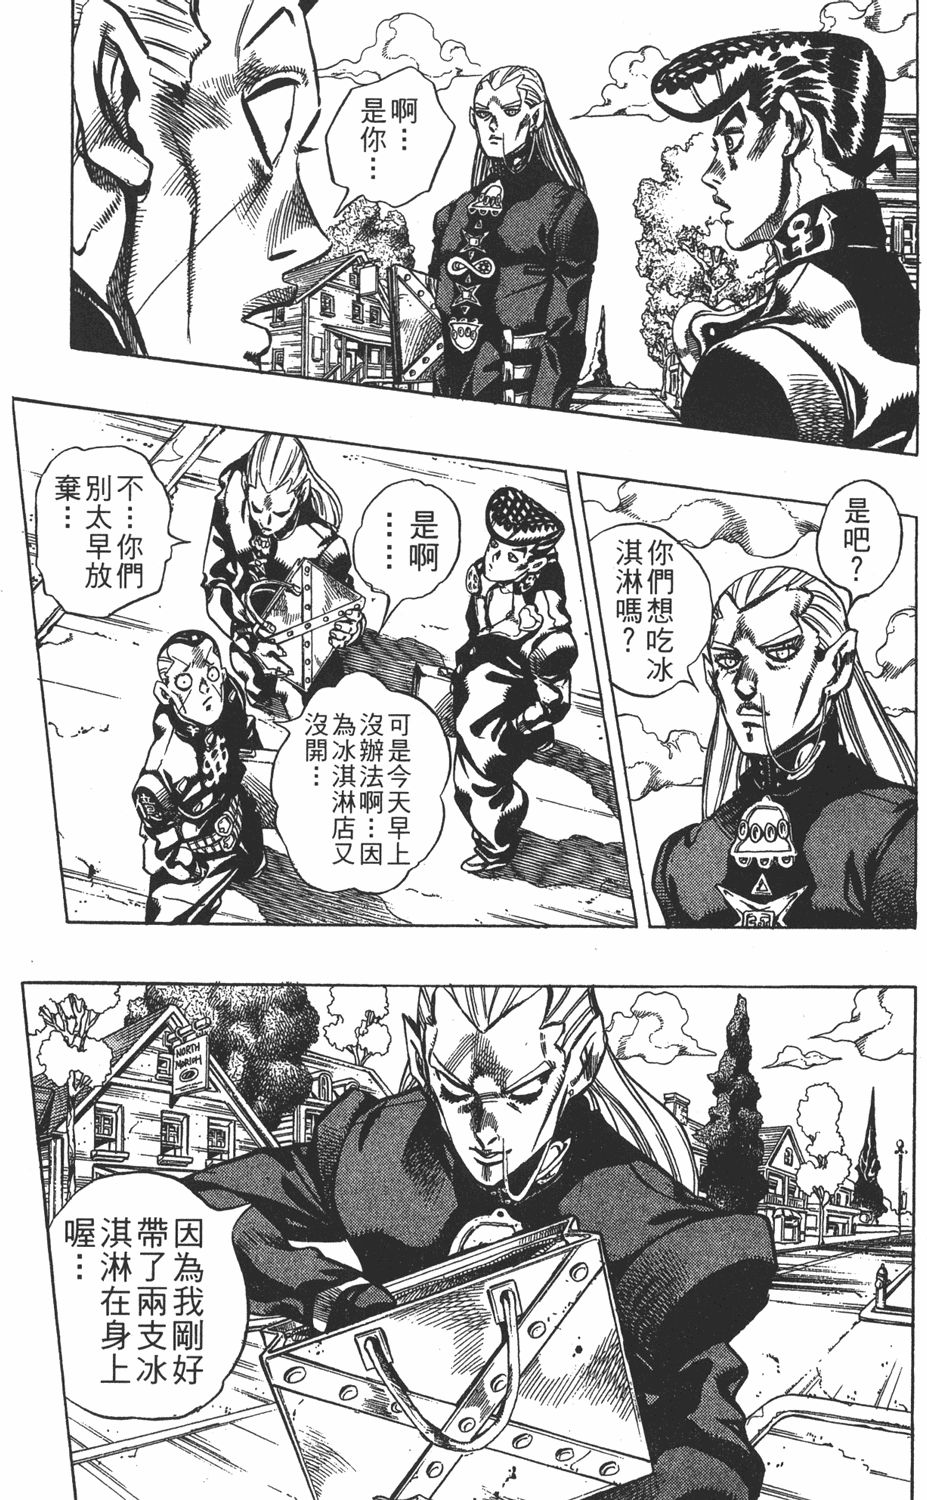 啊…
是你…
是吧？
你們想吃冰
淇淋嗎？
是啊
……
可是今天早上
沒辦法啊…因
為冰淇淋店又
沒開…
不…你們
別太早放
棄…
NORTH
因為我剛好
帶了兩支冰
淇淋在身上
喔…